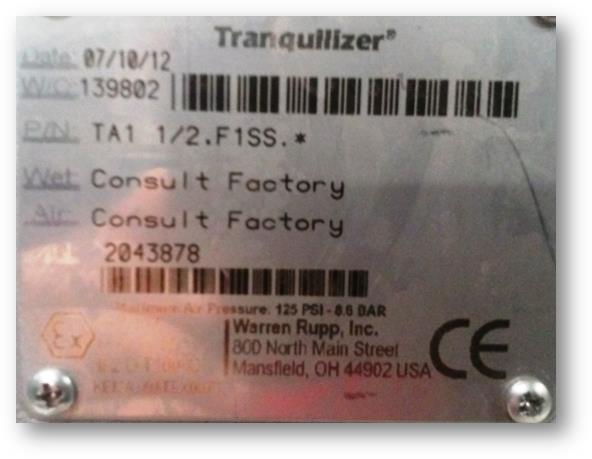 Tranquilizer®
Date: 07/10/12
W/O: 139802
P/N: TA1 1/2.F1SS.*
Wet: Consult Factory
Air: Consult Factory
2043878
Maximum Air Pressure: 125 PSI - 8.6 BAR
Ex
Warren Rupp, Inc.
800 North Main Street
Mansfield, OH 44902 USA
CE